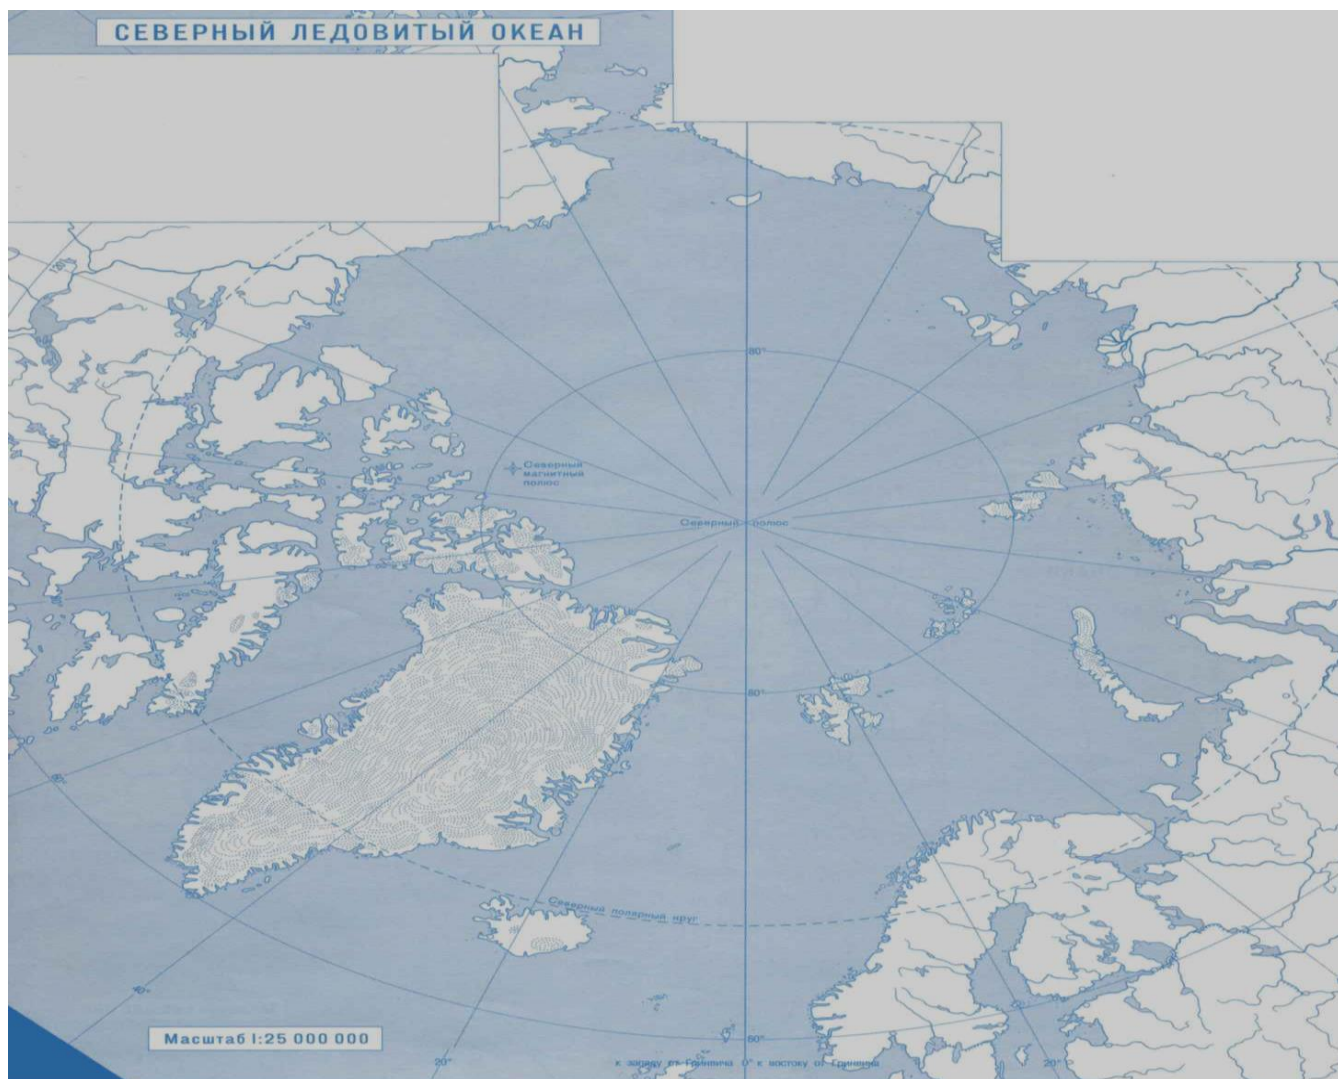 СЕВЕРНЫЙ ЛЕДОВИТЫЙ ОКЕАН
120
80°
Северный
магнитный
полюс
Северный полюс
80°
Северный полярный круг
Масштаб 1:25 000 000
60°
20°
к западу от Гринвича 0° к востоку от Гринвича
20°